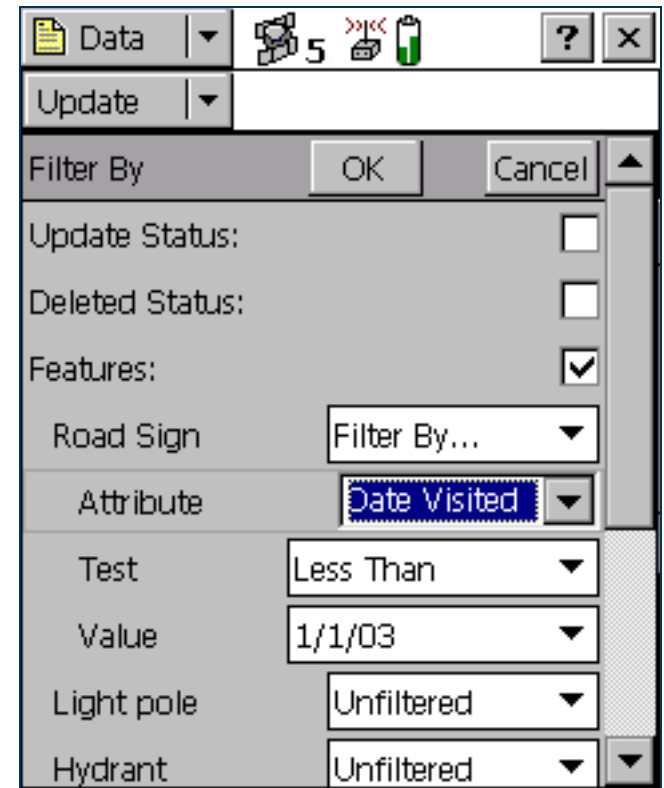 Data 5 ? ×
Update
Filter By OK Cancel
Update Status:
Deleted Status:
Features:
Road Sign Filter By...
Attribute Date Visited
Test Less Than
Value 1/1/03
Light pole Unfiltered
Hydrant Unfiltered